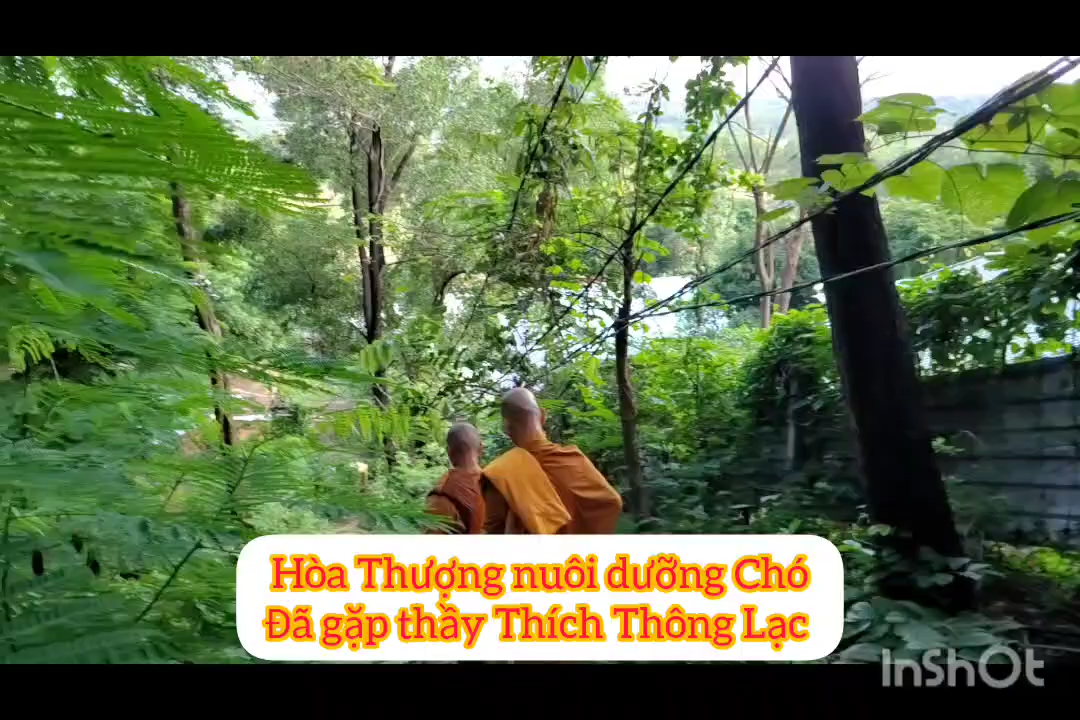 Hòa Thượng nuôi dưỡng Chó
Đã gặp thầy Thích Thông Lạc
InShOt